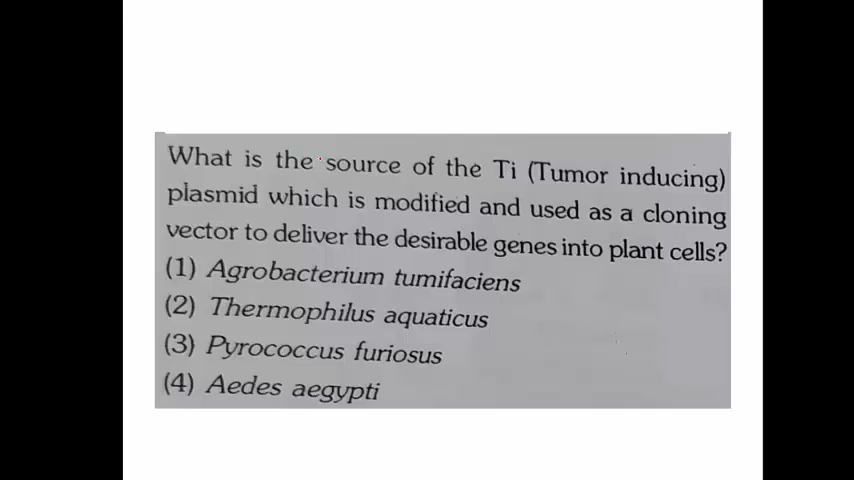 What is the source of the Ti (Tumor inducing)
plasmid which is modified and used as a cloning
vector to deliver the desirable genes into plant cells?
(1) Agrobacterium tumifaciens
(2) Thermophilus aquaticus
(3) Pyrococcus furiosus
(4) Aedes aegypti